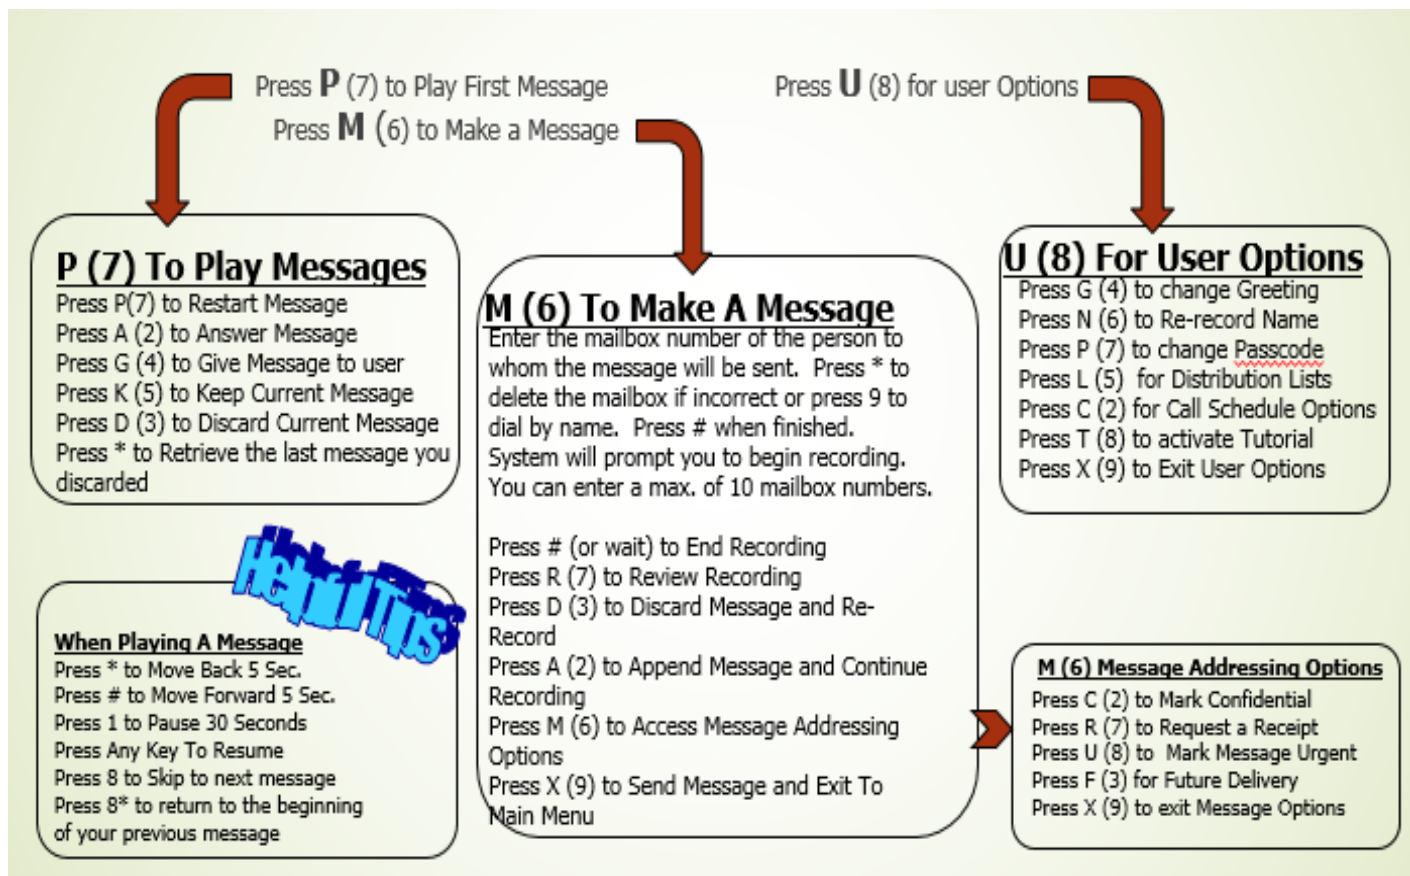 Press P (7) to Play First Message
Press M (6) to Make a Message
Press U (8) for user Options
P (7) To Play Messages
Press P(7) to Restart Message
Press A (2) to Answer Message
Press G (4) to Give Message to user
Press K (5) to Keep Current Message
Press D (3) to Discard Current Message
Press * to Retrieve the last message you
discarded
M (6) To Make A Message
Enter the mailbox number of the person to
whom the message will be sent.  Press * to
delete the mailbox if incorrect or press 9 to
dial by name.  Press # when finished.
System will prompt you to begin recording.
You can enter a max. of 10 mailbox numbers.
Press # (or wait) to End Recording
Press R (7) to Review Recording
Press D (3) to Discard Message and Re-
Record
Press A (2) to Append Message and Continue
Recording
Press M (6) to Access Message Addressing
Options
Press X (9) to Send Message and Exit To
Main Menu
U (8) For User Options
Press G (4) to change Greeting
Press N (6) to Re-record Name
Press P (7) to change Passcode
Press L (5)  for Distribution Lists
Press C (2) for Call Schedule Options
Press T (8) to activate Tutorial
Press X (9) to Exit User Options
Helpful Tips
When Playing A Message
Press * to Move Back 5 Sec.
Press # to Move Forward 5 Sec.
Press 1 to Pause 30 Seconds
Press Any Key To Resume
Press 8 to Skip to next message
Press 8* to return to the beginning
of your previous message
M (6) Message Addressing Options
Press C (2) to Mark Confidential
Press R (7) to Request a Receipt
Press U (8) to  Mark Message Urgent
Press F (3) for Future Delivery
Press X (9) to exit Message Options